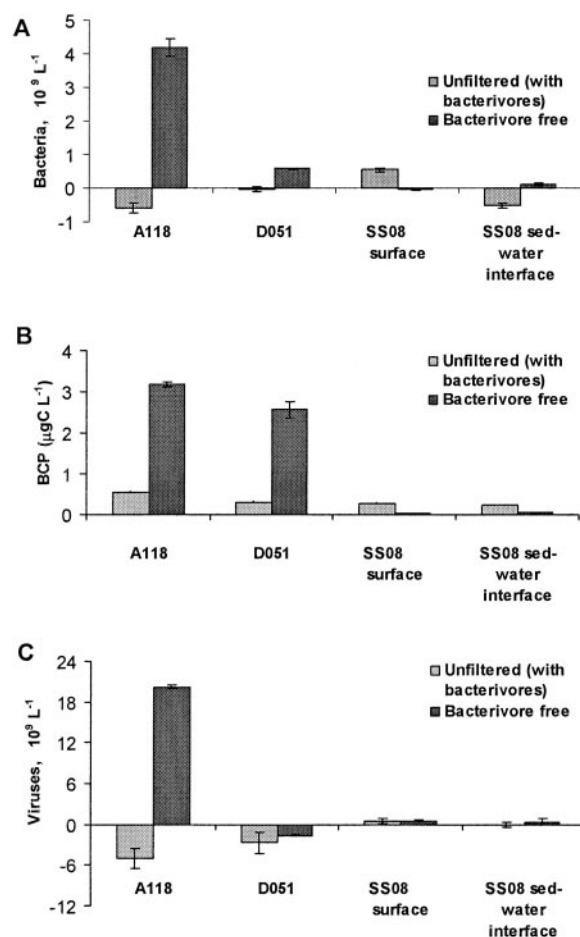 A
Bacteria, 10 9 L-1
5
4
3
2
1
0
-1
Unfiltered (with
bacterivores)
Bacterivore free
A118
D051
SS08
surface
SS08 sed-
water
interface
B
BCP (µgC L-1)
4
3
2
1
0
Unfiltered (with
bacterivores)
Bacterivore free
A118
D051
SS08
surface
SS08 sed-
water
interface
C
Viruses, 10⁹ L⁻¹
24
18
12
6
0
-6
-12
Unfiltered (with
bacterivores)
Bacterivore free
A118
D051
SS08
surface
SS08 sed-
water
interface